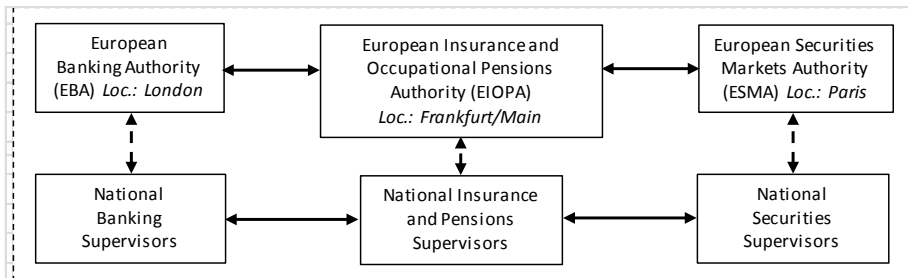 European
Banking Authority
(EBA) Loc.: London
European Insurance and
Occupational Pensions
Authority (EIOPA)
Loc.: Frankfurt/Main
European Securities
Markets Authority
(ESMA) Loc.: Paris
National
Banking
Supervisors
National Insurance
and Pensions
Supervisors
National
Securities
Supervisors